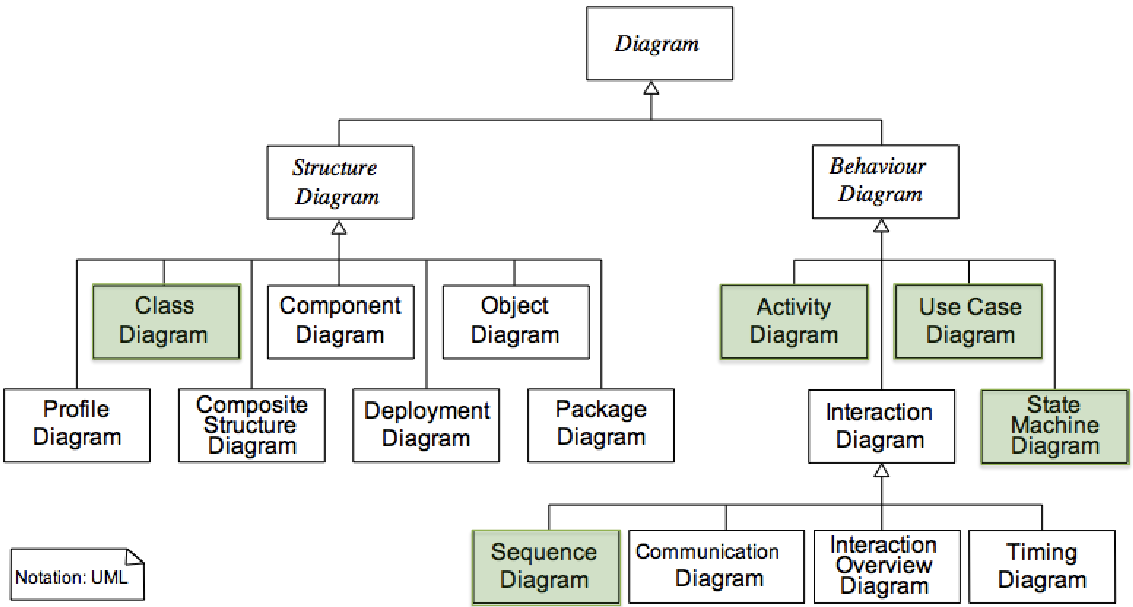 Diagram
Structure
Diagram
Behaviour
Diagram
Class
Diagram
Component
Diagram
Object
Diagram
Activity
Diagram
Use Case
Diagram
Profile
Diagram
Composite
Structure
Diagram
Deployment
Diagram
Package
Diagram
Interaction
Diagram
State
Machine
Diagram
Sequence
Diagram
Communication
Diagram
Interaction
Overview
Diagram
Timing
Diagram
Notation: UML